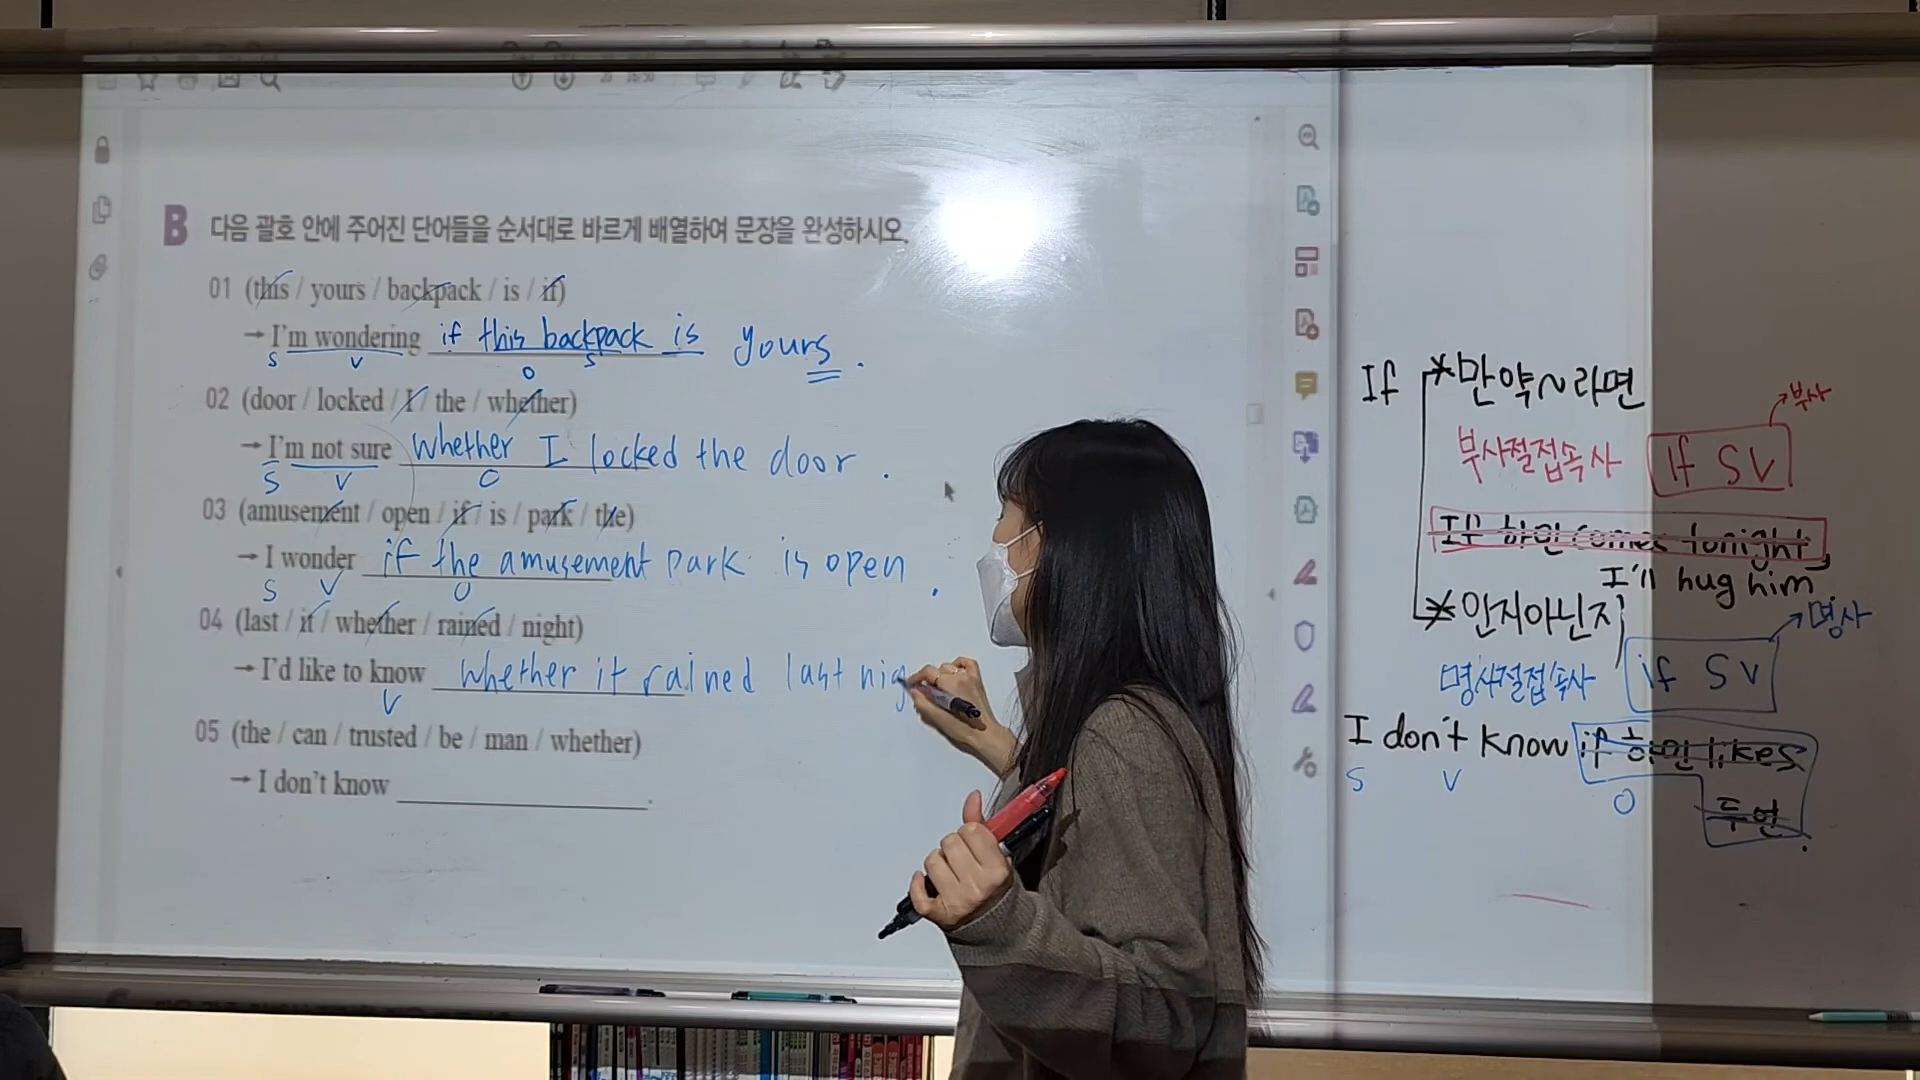 B 다음 괄호 안에 주어진 단어들을 순서대로 바르게 배열하여 문장을 완성하시오.
01 (this / yours / backpack / is / if)
→ I'm wondering if this backpack is yours.
S V O S
02 (door / locked / I / the / whether)
→ I'm not sure whether I locked the door.
S V O
03 (amusement / open / if / is / park / the)
→ I wonder if the amusement park is open.
S V O
04 (last / it / whether / rained / night)
→ I'd like to know whether it rained last nig
V
05 (the / can / trusted / be / man / whether)
→ I don't know
If *만약~라면
부사
부사절접속사 If SV
If 하민 comes tonight,
I'll hug him
*인지아닌지
명사
명사절접속사 if SV
I don't know if 하민 likes
S V O